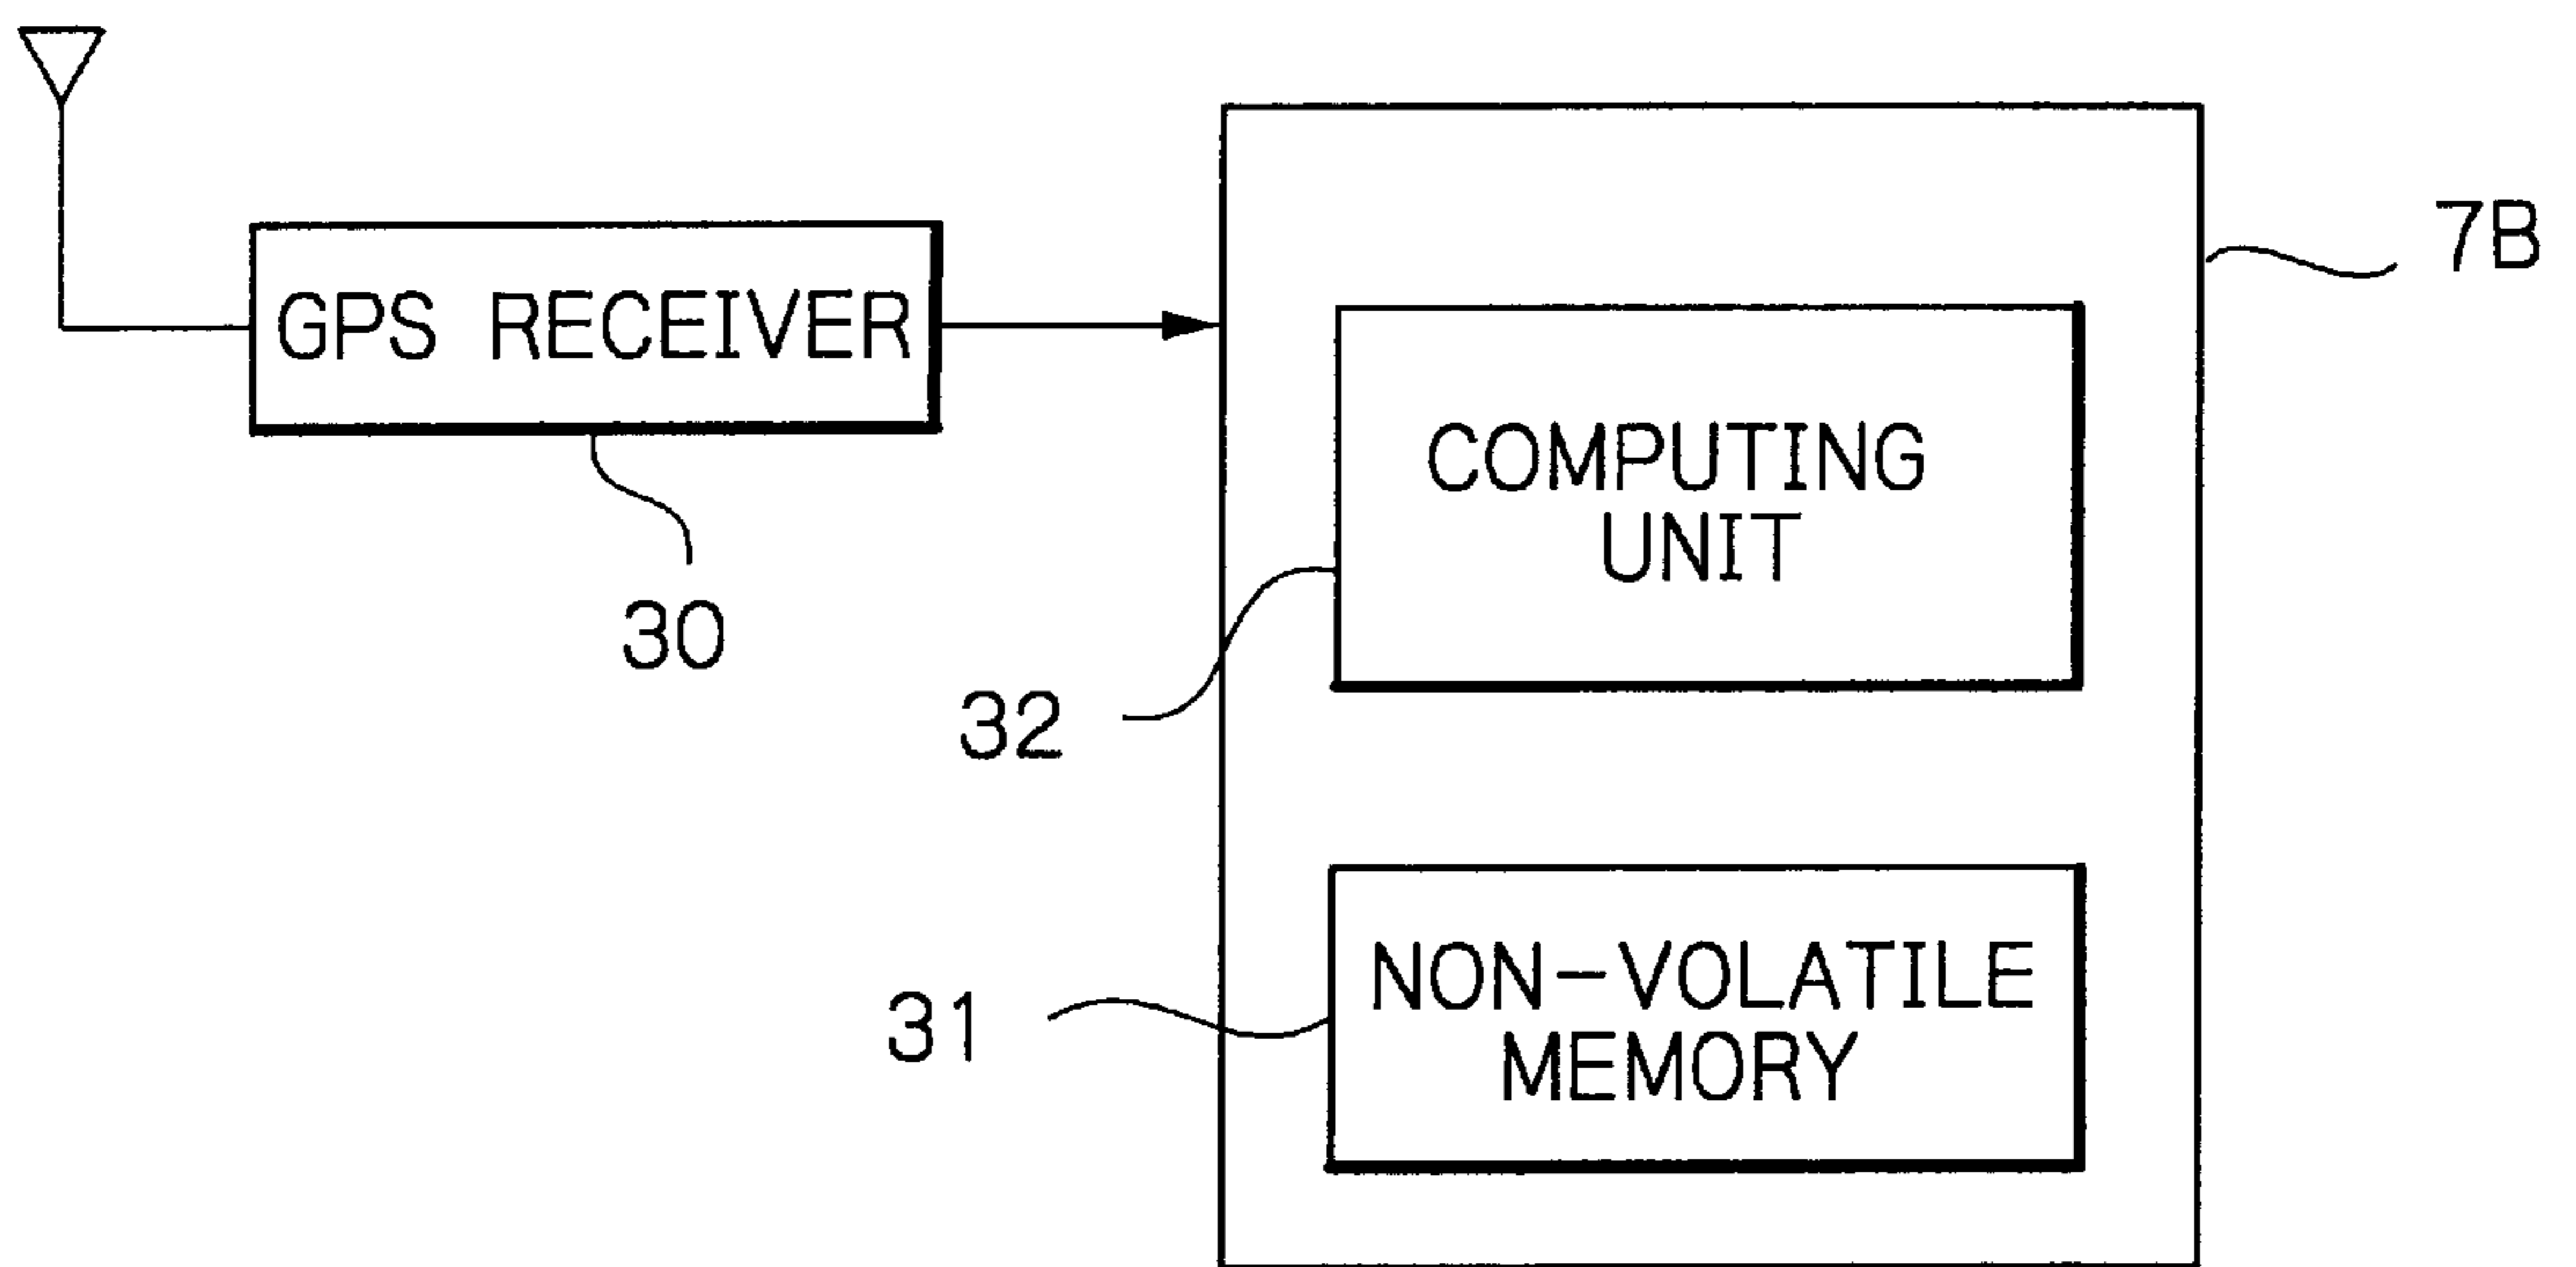 7B
GPS RECEIVER
COMPUTING
UNIT
30
32
NON-VOLATILE
MEMORY
31